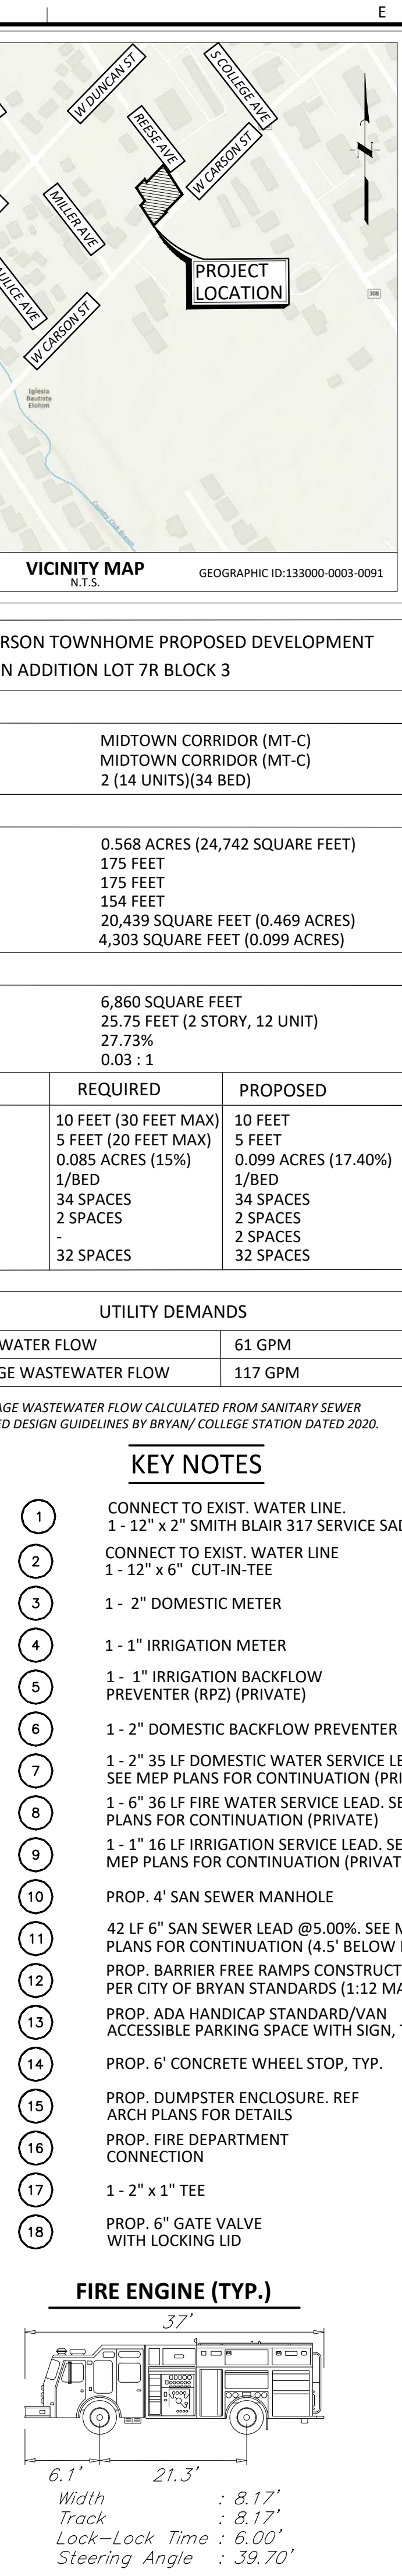 E
W DUNCAN ST
S COLLEGE AVE
REESE AVE
W CARSON ST
MILLER AVE
PROJECT
LOCATION
308
W CARSON ST
Iglesia
Bautista
Elohim
Country Club Branch
VICINITY MAP
N.T.S.
GEOGRAPHIC ID:133000-0003-0091
RSON TOWNHOME PROPOSED DEVELOPMENT
N ADDITION LOT 7R BLOCK 3
MIDTOWN CORRIDOR (MT-C)
MIDTOWN CORRIDOR (MT-C)
2 (14 UNITS)(34 BED)
0.568 ACRES (24,742 SQUARE FEET)
175 FEET
175 FEET
154 FEET
20,439 SQUARE FEET (0.469 ACRES)
4,303 SQUARE FEET (0.099 ACRES)
6,860 SQUARE FEET
25.75 FEET (2 STORY, 12 UNIT)
27.73%
0.03 : 1
REQUIRED PROPOSED
10 FEET (30 FEET MAX) 10 FEET
5 FEET (20 FEET MAX) 5 FEET
0.085 ACRES (15%) 0.099 ACRES (17.40%)
1/BED 1/BED
34 SPACES 34 SPACES
2 SPACES 2 SPACES
- 2 SPACES
32 SPACES 32 SPACES
UTILITY DEMANDS
WATER FLOW 61 GPM
GE WASTEWATER FLOW 117 GPM
AGE WASTEWATER FLOW CALCULATED FROM SANITARY SEWER
ED DESIGN GUIDELINES BY BRYAN/ COLLEGE STATION DATED 2020.
KEY NOTES
1 CONNECT TO EXIST. WATER LINE.
1 - 12" x 2" SMITH BLAIR 317 SERVICE SAD
2 CONNECT TO EXIST. WATER LINE
1 - 12" x 6" CUT-IN-TEE
3 1 - 2" DOMESTIC METER
4 1 - 1" IRRIGATION METER
5 1 - 1" IRRIGATION BACKFLOW
PREVENTER (RPZ) (PRIVATE)
6 1 - 2" DOMESTIC BACKFLOW PREVENTER
7 1 - 2" 35 LF DOMESTIC WATER SERVICE LE
SEE MEP PLANS FOR CONTINUATION (PRI
8 1 - 6" 36 LF FIRE WATER SERVICE LEAD. SE
PLANS FOR CONTINUATION (PRIVATE)
9 1 - 1" 16 LF IRRIGATION SERVICE LEAD. SE
MEP PLANS FOR CONTINUATION (PRIVAT
10 PROP. 4' SAN SEWER MANHOLE
11 42 LF 6" SAN SEWER LEAD @5.00%. SEE M
PLANS FOR CONTINUATION (4.5' BELOW
12 PROP. BARRIER FREE RAMPS CONSTRUCT
PER CITY OF BRYAN STANDARDS (1:12 MA
13 PROP. ADA HANDICAP STANDARD/VAN
ACCESSIBLE PARKING SPACE WITH SIGN, T
14 PROP. 6' CONCRETE WHEEL STOP, TYP.
15 PROP. DUMPSTER ENCLOSURE. REF
ARCH PLANS FOR DETAILS
16 PROP. FIRE DEPARTMENT
CONNECTION
17 1 - 2" x 1" TEE
18 PROP. 6" GATE VALVE
WITH LOCKING LID
FIRE ENGINE (TYP.)
37'
6.1' 21.3'
Width : 8.17'
Track : 8.17'
Lock-Lock Time : 6.00'
Steering Angle : 39.70'